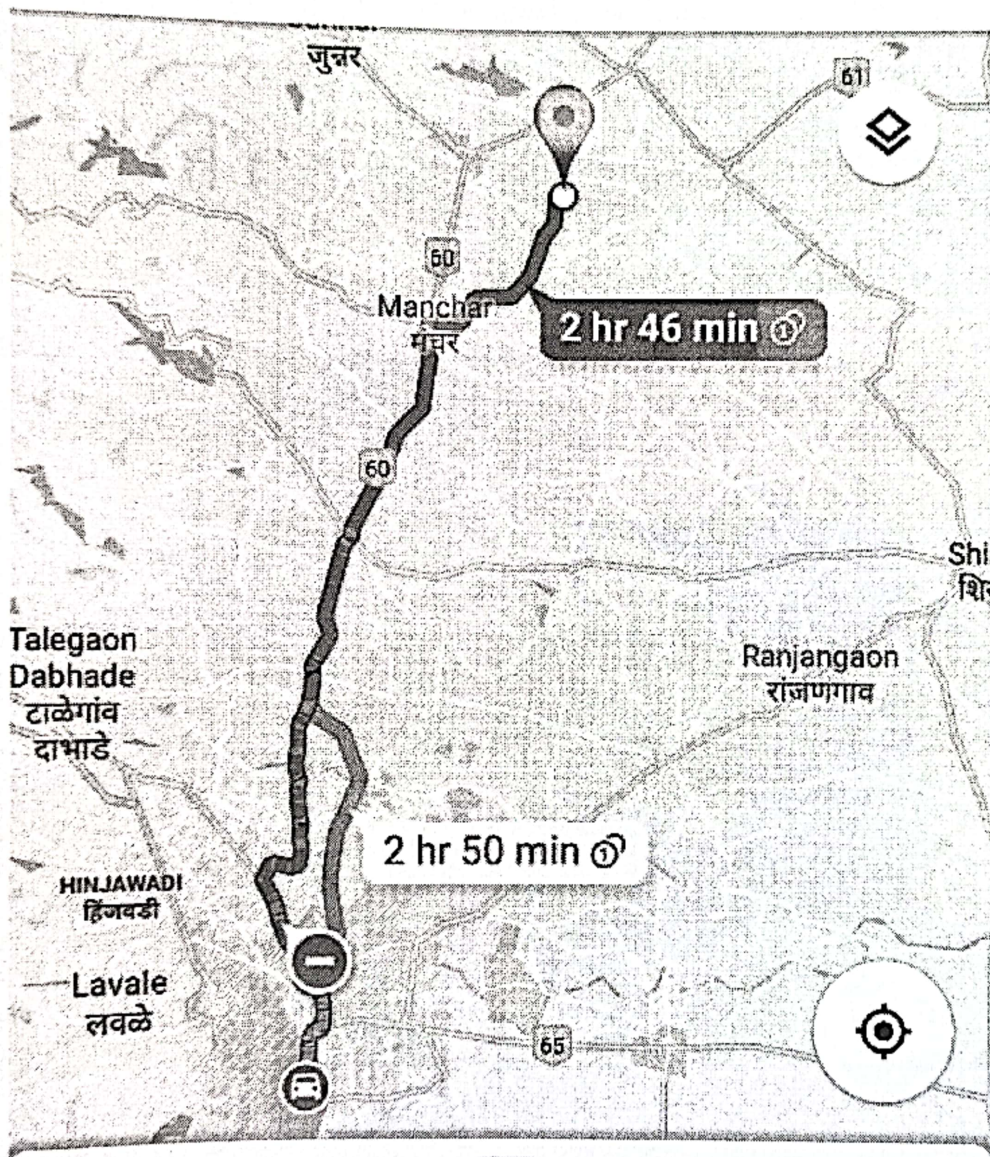 जुन्नर
61
60
Manchar
मंचर
2 hr 46 min
60
Shi
शि
Talegaon
Dabhade
टाळेगांव
दाभाडे
Ranjangaon
रांजणगाव
2 hr 50 min
HINJAWADI
हिंजवडी
Lavale
लवळे
65